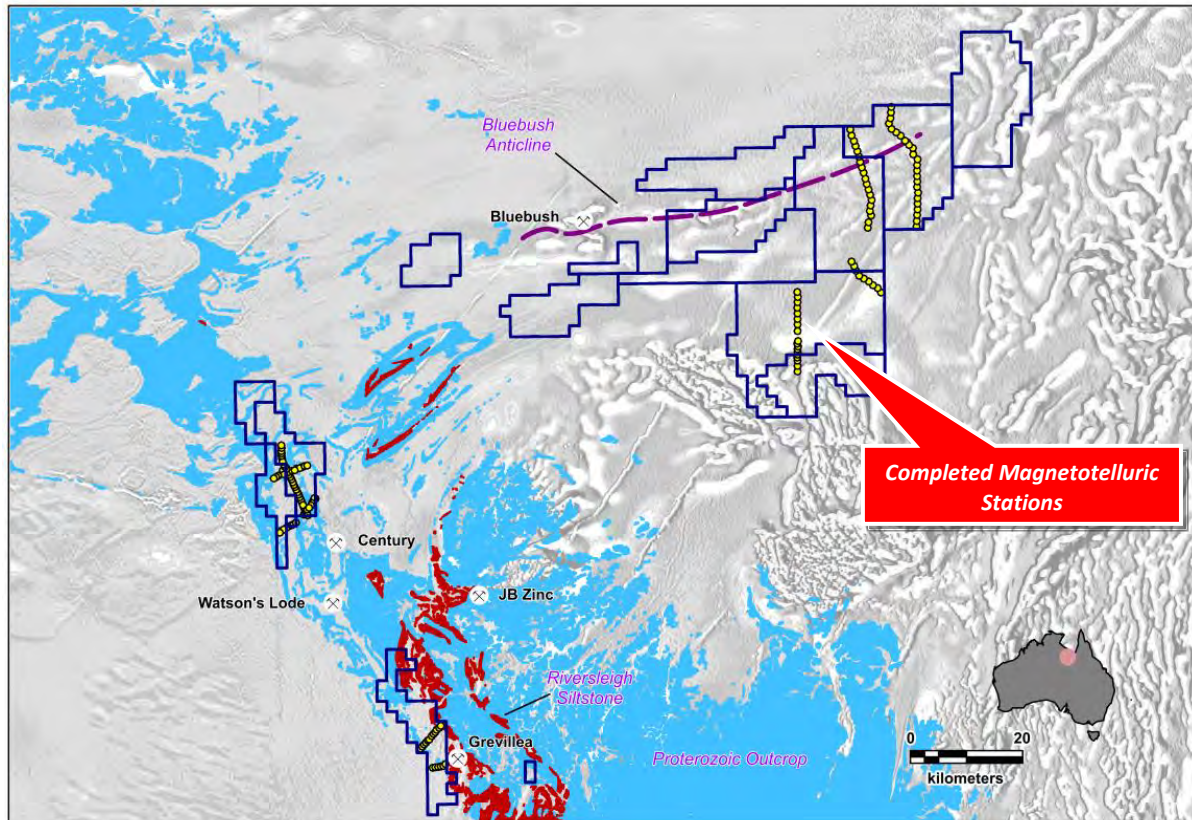 Bluebush
Anticline
Bluebush
Completed Magnetotelluric
Stations
Century
Watson's Lode
JB Zinc
Riversleigh
Siltstone
Grevillea
Proterozoic Outcrop
0 20
kilometers